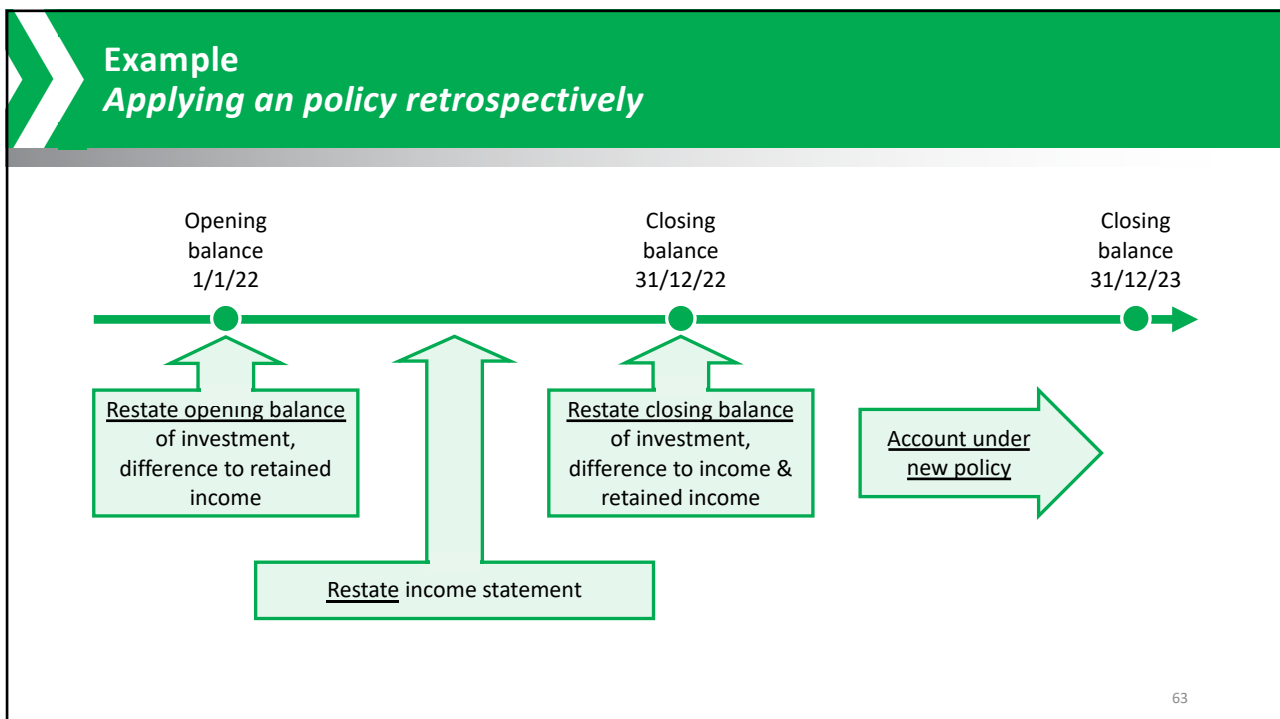 Example
Applying an policy retrospectively
Opening
balance
1/1/22
Closing
balance
31/12/22
Closing
balance
31/12/23
Restate opening balance
of investment,
difference to retained
income
Restate closing balance
of investment,
difference to income &
retained income
Account under
new policy
Restate income statement
63